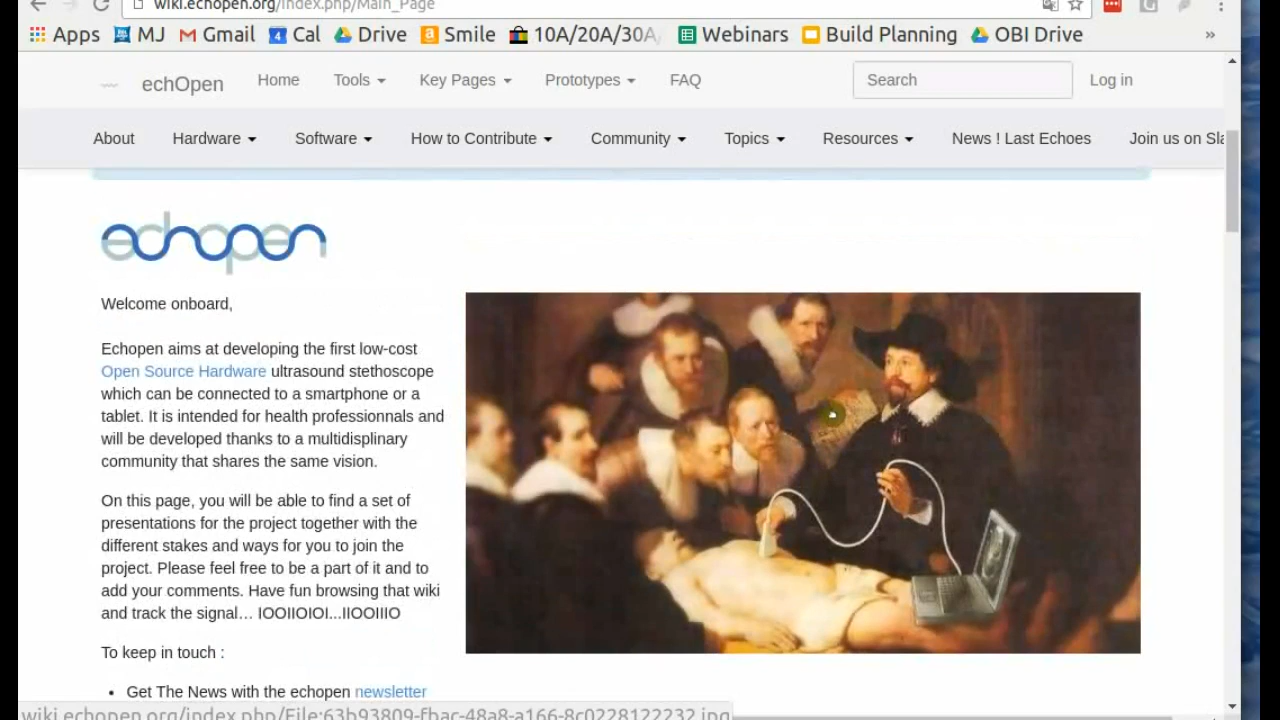 wiki.echopen.org/index.php/Main_Page
Apps MJ Gmail 4 Cal Drive a Smile 10A/20A/30A/ Webinars Build Planning OBI Drive »
echOpen Home Tools Key Pages Prototypes FAQ Search Log in
About Hardware Software How to Contribute Community Topics Resources News ! Last Echoes Join us on Sla
echopen
Welcome onboard,
Echopen aims at developing the first low-cost
Open Source Hardware ultrasound stethoscope
which can be connected to a smartphone or a
tablet. It is intended for health professionnals and
will be developed thanks to a multidisplinary
community that shares the same vision.
On this page, you will be able to find a set of
presentations for the project together with the
different stakes and ways for you to join the
project. Please feel free to be a part of it and to
add your comments. Have fun browsing that wiki
and track the signal… IOOIIOIOI...IIOOIIIO
To keep in touch :
• Get The News with the echopen newsletter
wiki.echopen.org/index.php/File:63b93809-fbac-48a8-a166-8c0228122232.jpg